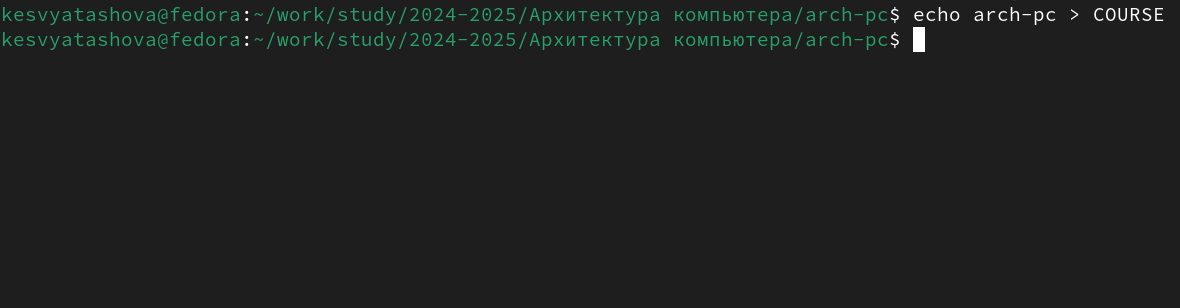 kesvyatashova@fedora:~/work/study/2024-2025/Архитектура компьютера/arch-pc$ echo arch-pc > COURSE
kesvyatashova@fedora:~/work/study/2024-2025/Архитектура компьютера/arch-pc$